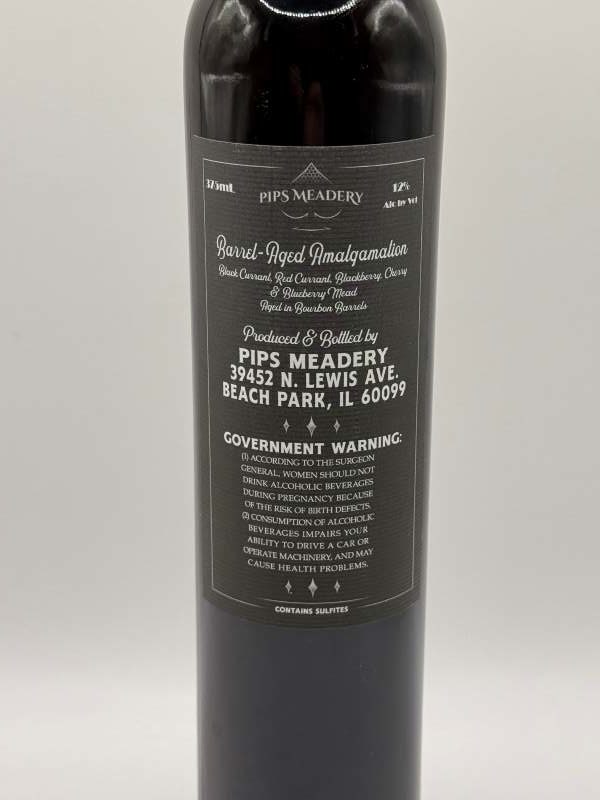 375mL
PIPS MEADERY
12%
Alc by Vol
Barrel-Aged Amalgamation
Black Currant, Red Currant, Blackberry, Cherry
& Blueberry Mead
Aged in Bourbon Barrels
Produced & Bottled by
PIPS MEADERY
39452 N. LEWIS AVE.
BEACH PARK, IL 60099
GOVERNMENT WARNING:
(1) ACCORDING TO THE SURGEON
GENERAL, WOMEN SHOULD NOT
DRINK ALCOHOLIC BEVERAGES
DURING PREGNANCY BECAUSE
OF THE RISK OF BIRTH DEFECTS.
(2) CONSUMPTION OF ALCOHOLIC
BEVERAGES IMPAIRS YOUR
ABILITY TO DRIVE A CAR OR
OPERATE MACHINERY, AND MAY
CAUSE HEALTH PROBLEMS.
CONTAINS SULFITES